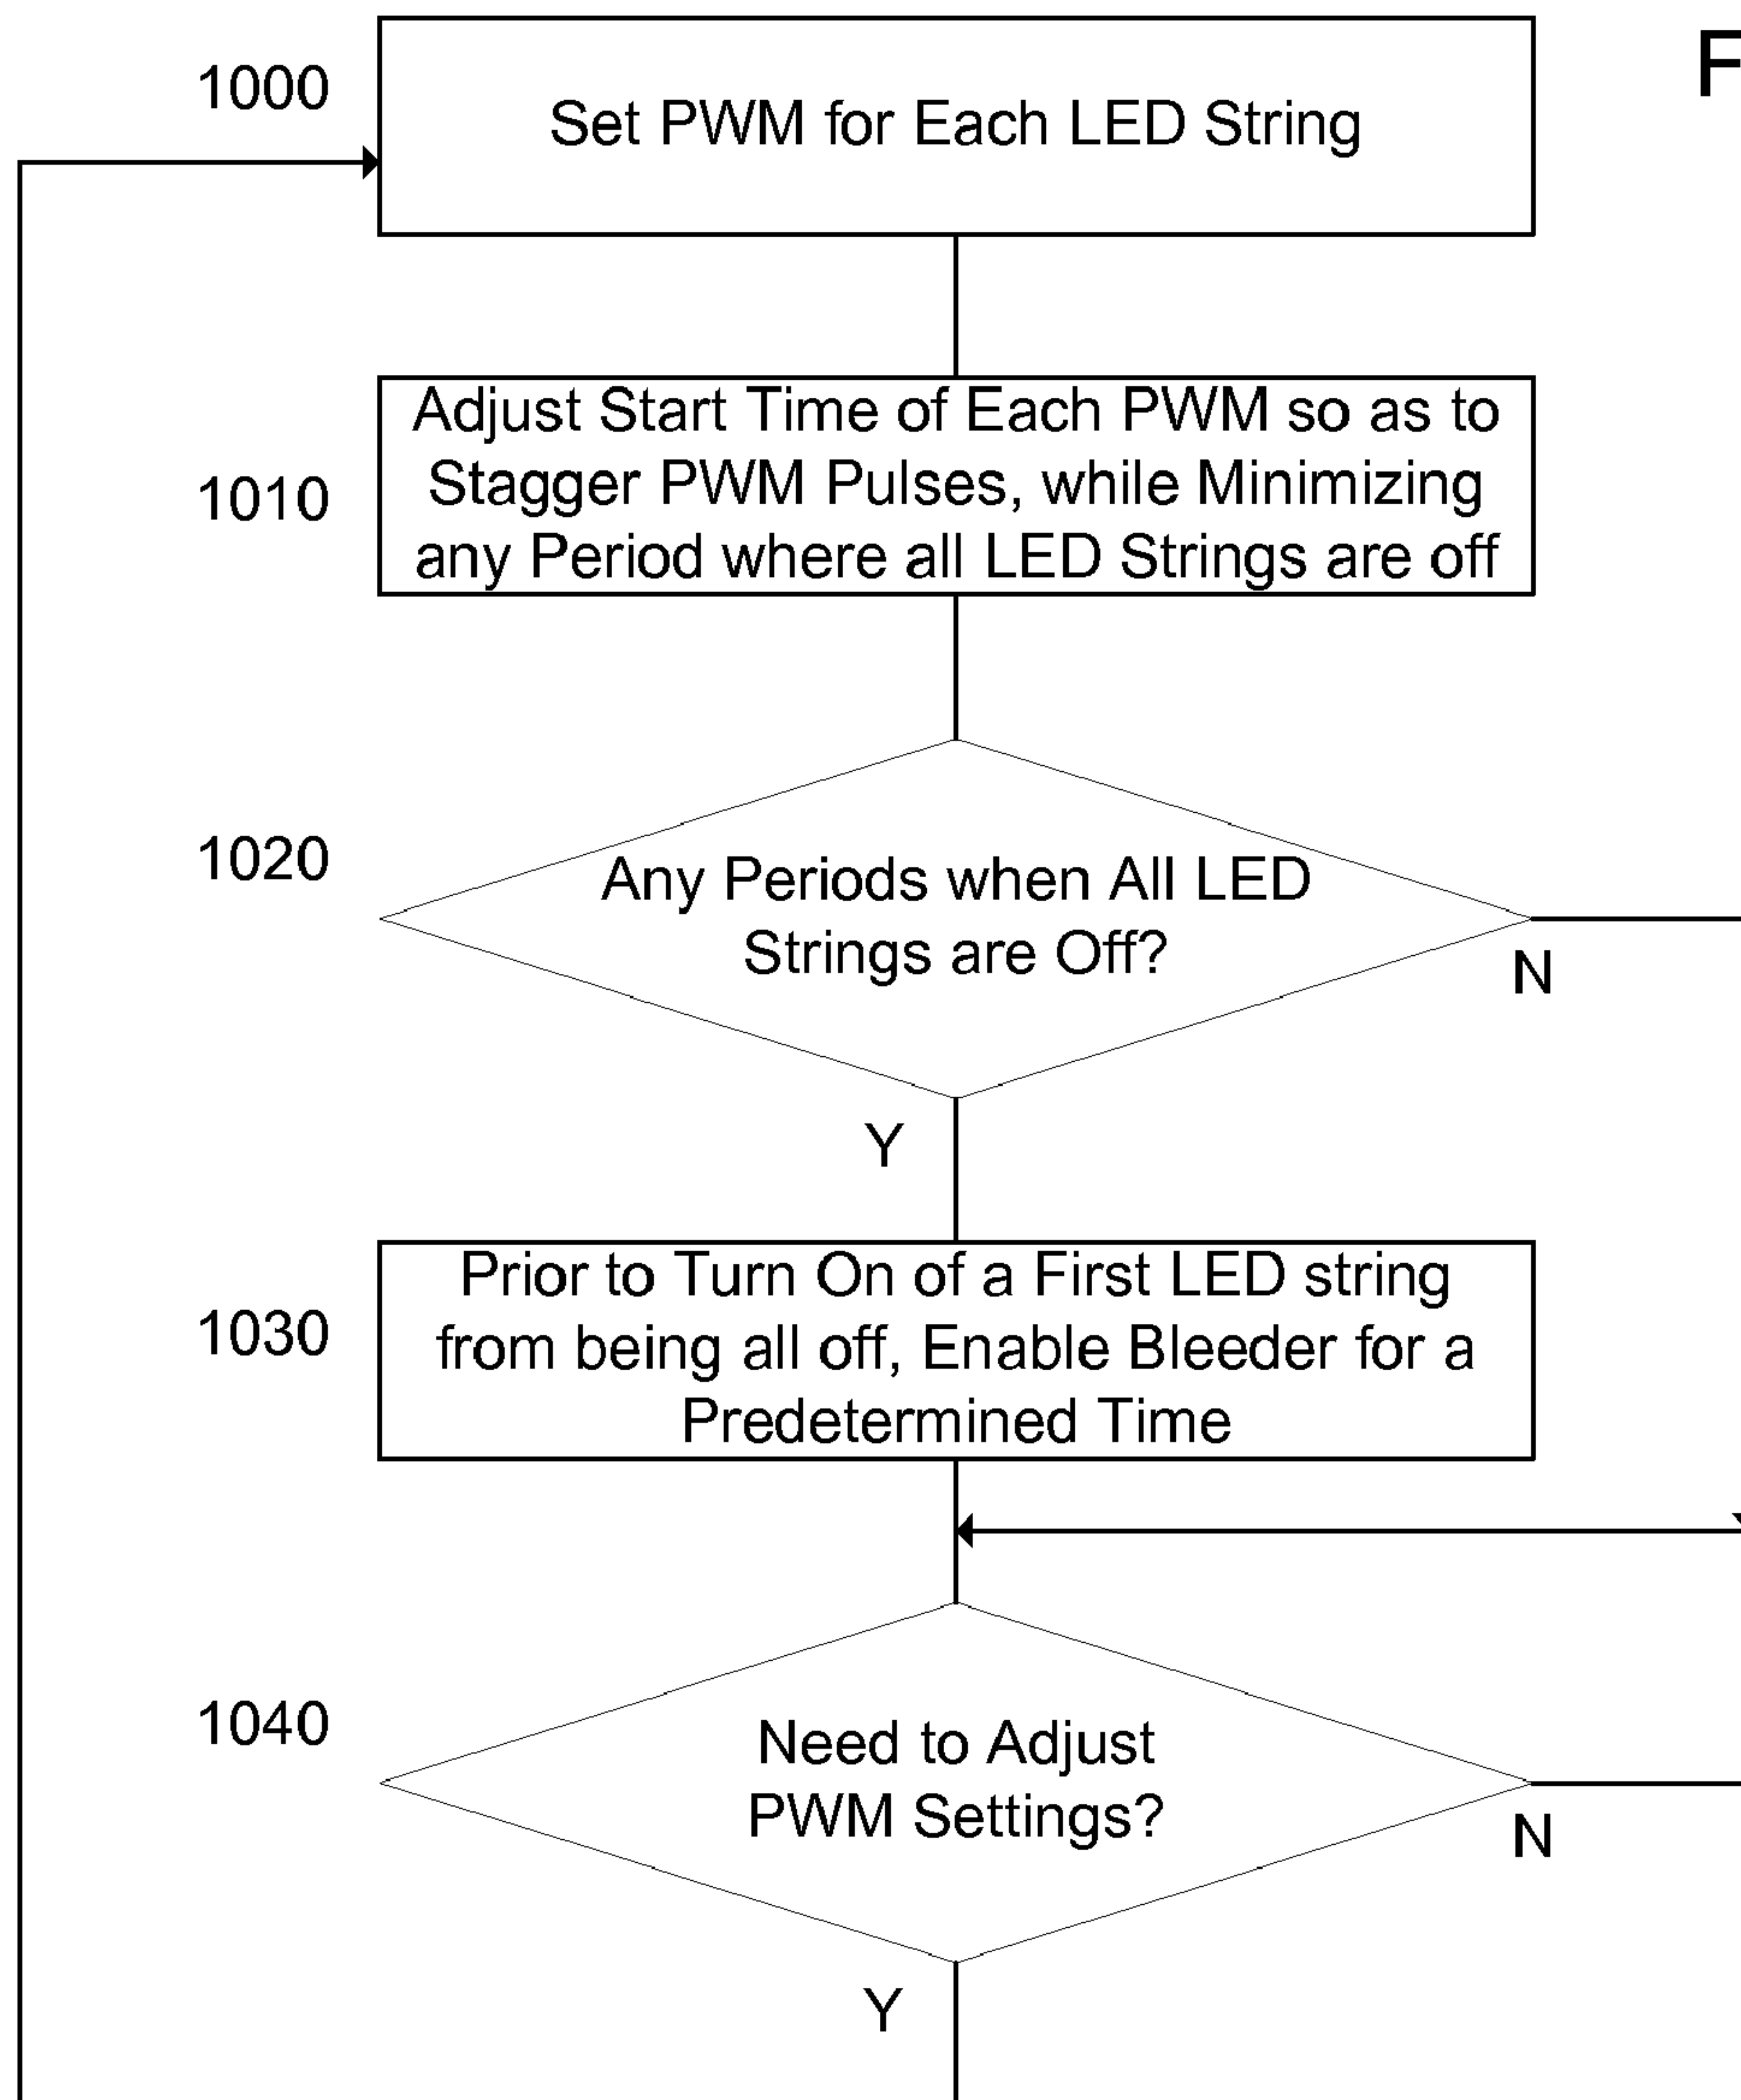 F
1000
Set PWM for Each LED String
1010
Adjust Start Time of Each PWM so as to
Stagger PWM Pulses, while Minimizing
any Period where all LED Strings are off
1020
Any Periods when All LED
Strings are Off?
N
Y
1030
Prior to Turn On of a First LED string
from being all off, Enable Bleeder for a
Predetermined Time
1040
Need to Adjust
PWM Settings?
N
Y